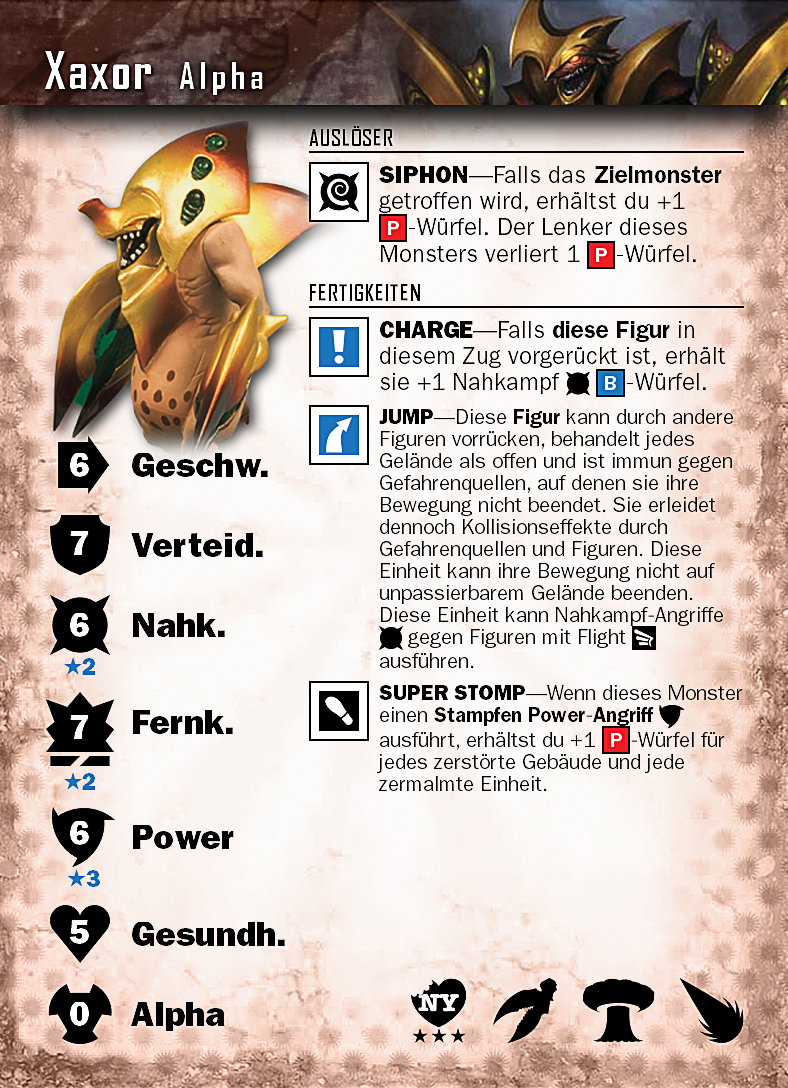 Xaxor Alpha
AUSLÖSER
SIPHON—Falls das Zielmonster
getroffen wird, erhältst du +1
P-Würfel. Der Lenker dieses
Monsters verliert 1 P-Würfel.
FERTIGKEITEN
CHARGE—Falls diese Figur in
diesem Zug vorgerückt ist, erhält
sie +1 Nahkampf B-Würfel.
JUMP—Diese Figur kann durch andere
Figuren vorrücken, behandelt jedes
Gelände als offen und ist immun gegen
Gefahrenquellen, auf denen sie ihre
Bewegung nicht beendet. Sie erleidet
dennoch Kollisionseffekte durch
Gefahrenquellen und Figuren. Diese
Einheit kann ihre Bewegung nicht auf
unpassierbarem Gelände beenden.
Diese Einheit kann Nahkampf-Angriffe
gegen Figuren mit Flight
ausführen.
SUPER STOMP—Wenn dieses Monster
einen Stampfen Power-Angriff
ausführt, erhältst du +1 P-Würfel für
jedes zerstörte Gebäude und jede
zermalmte Einheit.
6 Geschw.
7 Verteid.
6 Nahk.
★2
7 Fernk.
★2
6 Power
★3
5 Gesundh.
0 Alpha
NY
★★★